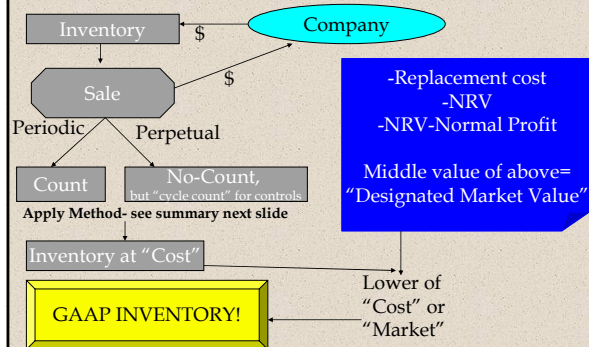 Company
Inventory
$
$
Sale
-Replacement cost
-NRV
-NRV-Normal Profit
Middle value of above=
“Designated Market Value”
Periodic
Perpetual
Count
No-Count,
but “cycle count” for controls
Apply Method- see summary next slide
Inventory at “Cost”
Lower of
“Cost” or
“Market”
GAAP INVENTORY!